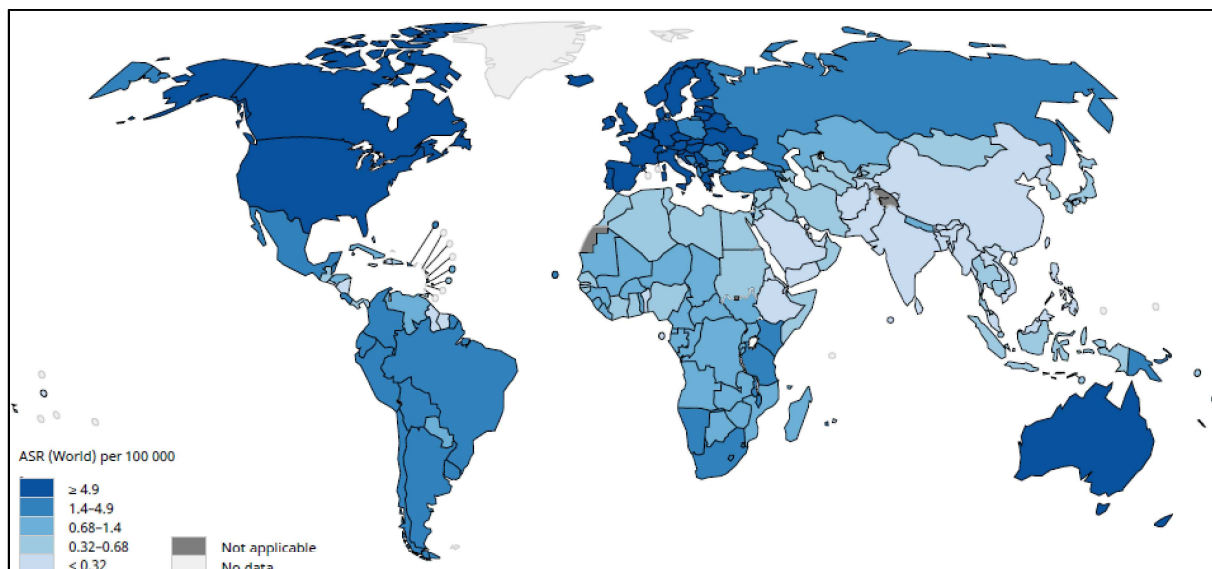 ASR (World) per 100 000
≥ 4.9
1.4–4.9
0.68–1.4
0.32–0.68
< 0.32
Not applicable
No data